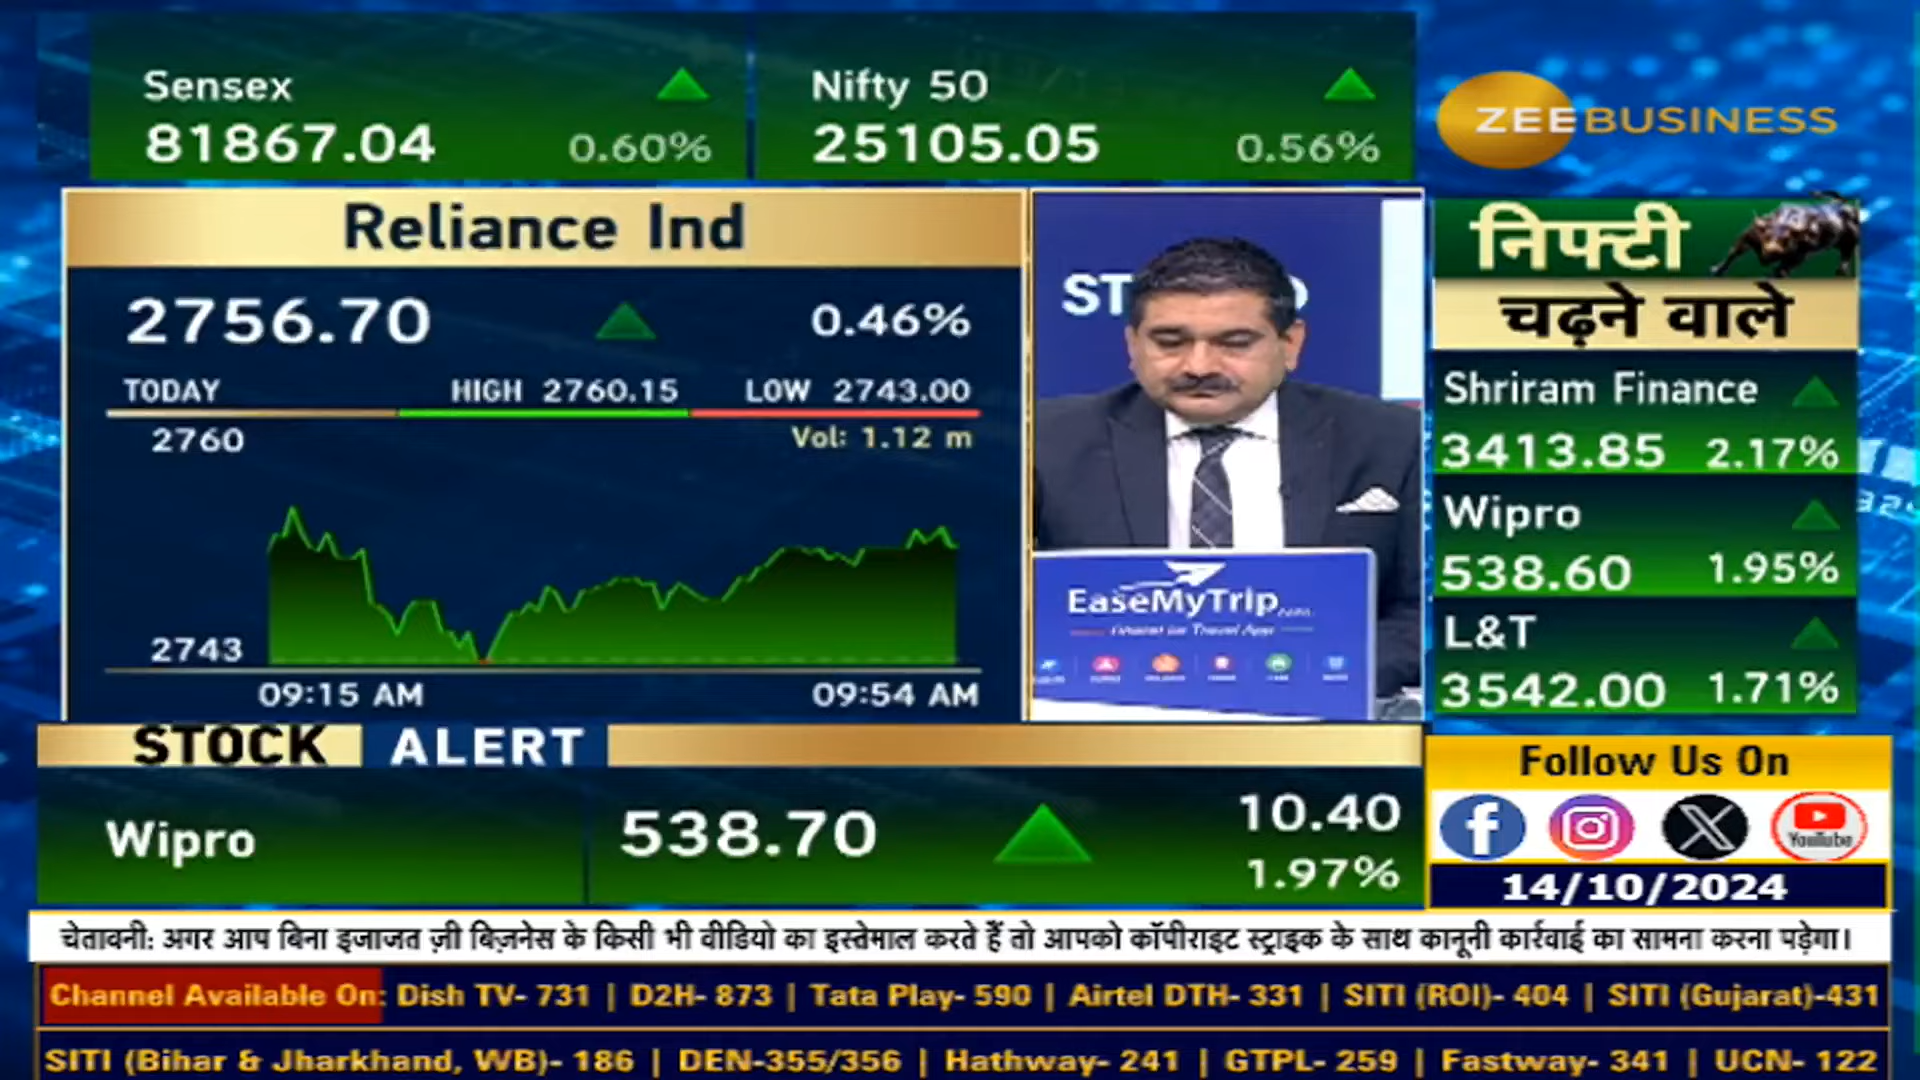 Sensex
81867.04 0.60%
Nifty 50
25105.05 0.56%
ZEEBUSINESS
Reliance Ind
2756.70 0.46%
TODAY HIGH 2760.15 LOW 2743.00
2760 Vol: 1.12 m
2743
09:15 AM 09:54 AM
ST
EaseMyTrip
निफ्टी
चढ़ने वाले
Shriram Finance
3413.85 2.17%
Wipro
538.60 1.95%
L&T
3542.00 1.71%
STOCK ALERT
Wipro 538.70 10.40
1.97%
Follow Us On
YouTube
14/10/2024
चेतावनी: अगर आप बिना इजाजत ज़ी बिज़नेस के किसी भी वीडियो का इस्तेमाल करते हैं तो आपको कॉपीराइट स्ट्राइक के साथ कानूनी कार्रवाई का सामना करना पड़ेगा।
Channel Available On: Dish TV- 731 | D2H- 873 | Tata Play- 590 | Airtel DTH- 331 | SITI (ROI)- 404 | SITI (Gujarat)-431
SITI (Bihar & Jharkhand, WB)- 186 | DEN-355/356 | Hathway- 241 | GTPL- 259 | Fastway- 341 | UCN- 122